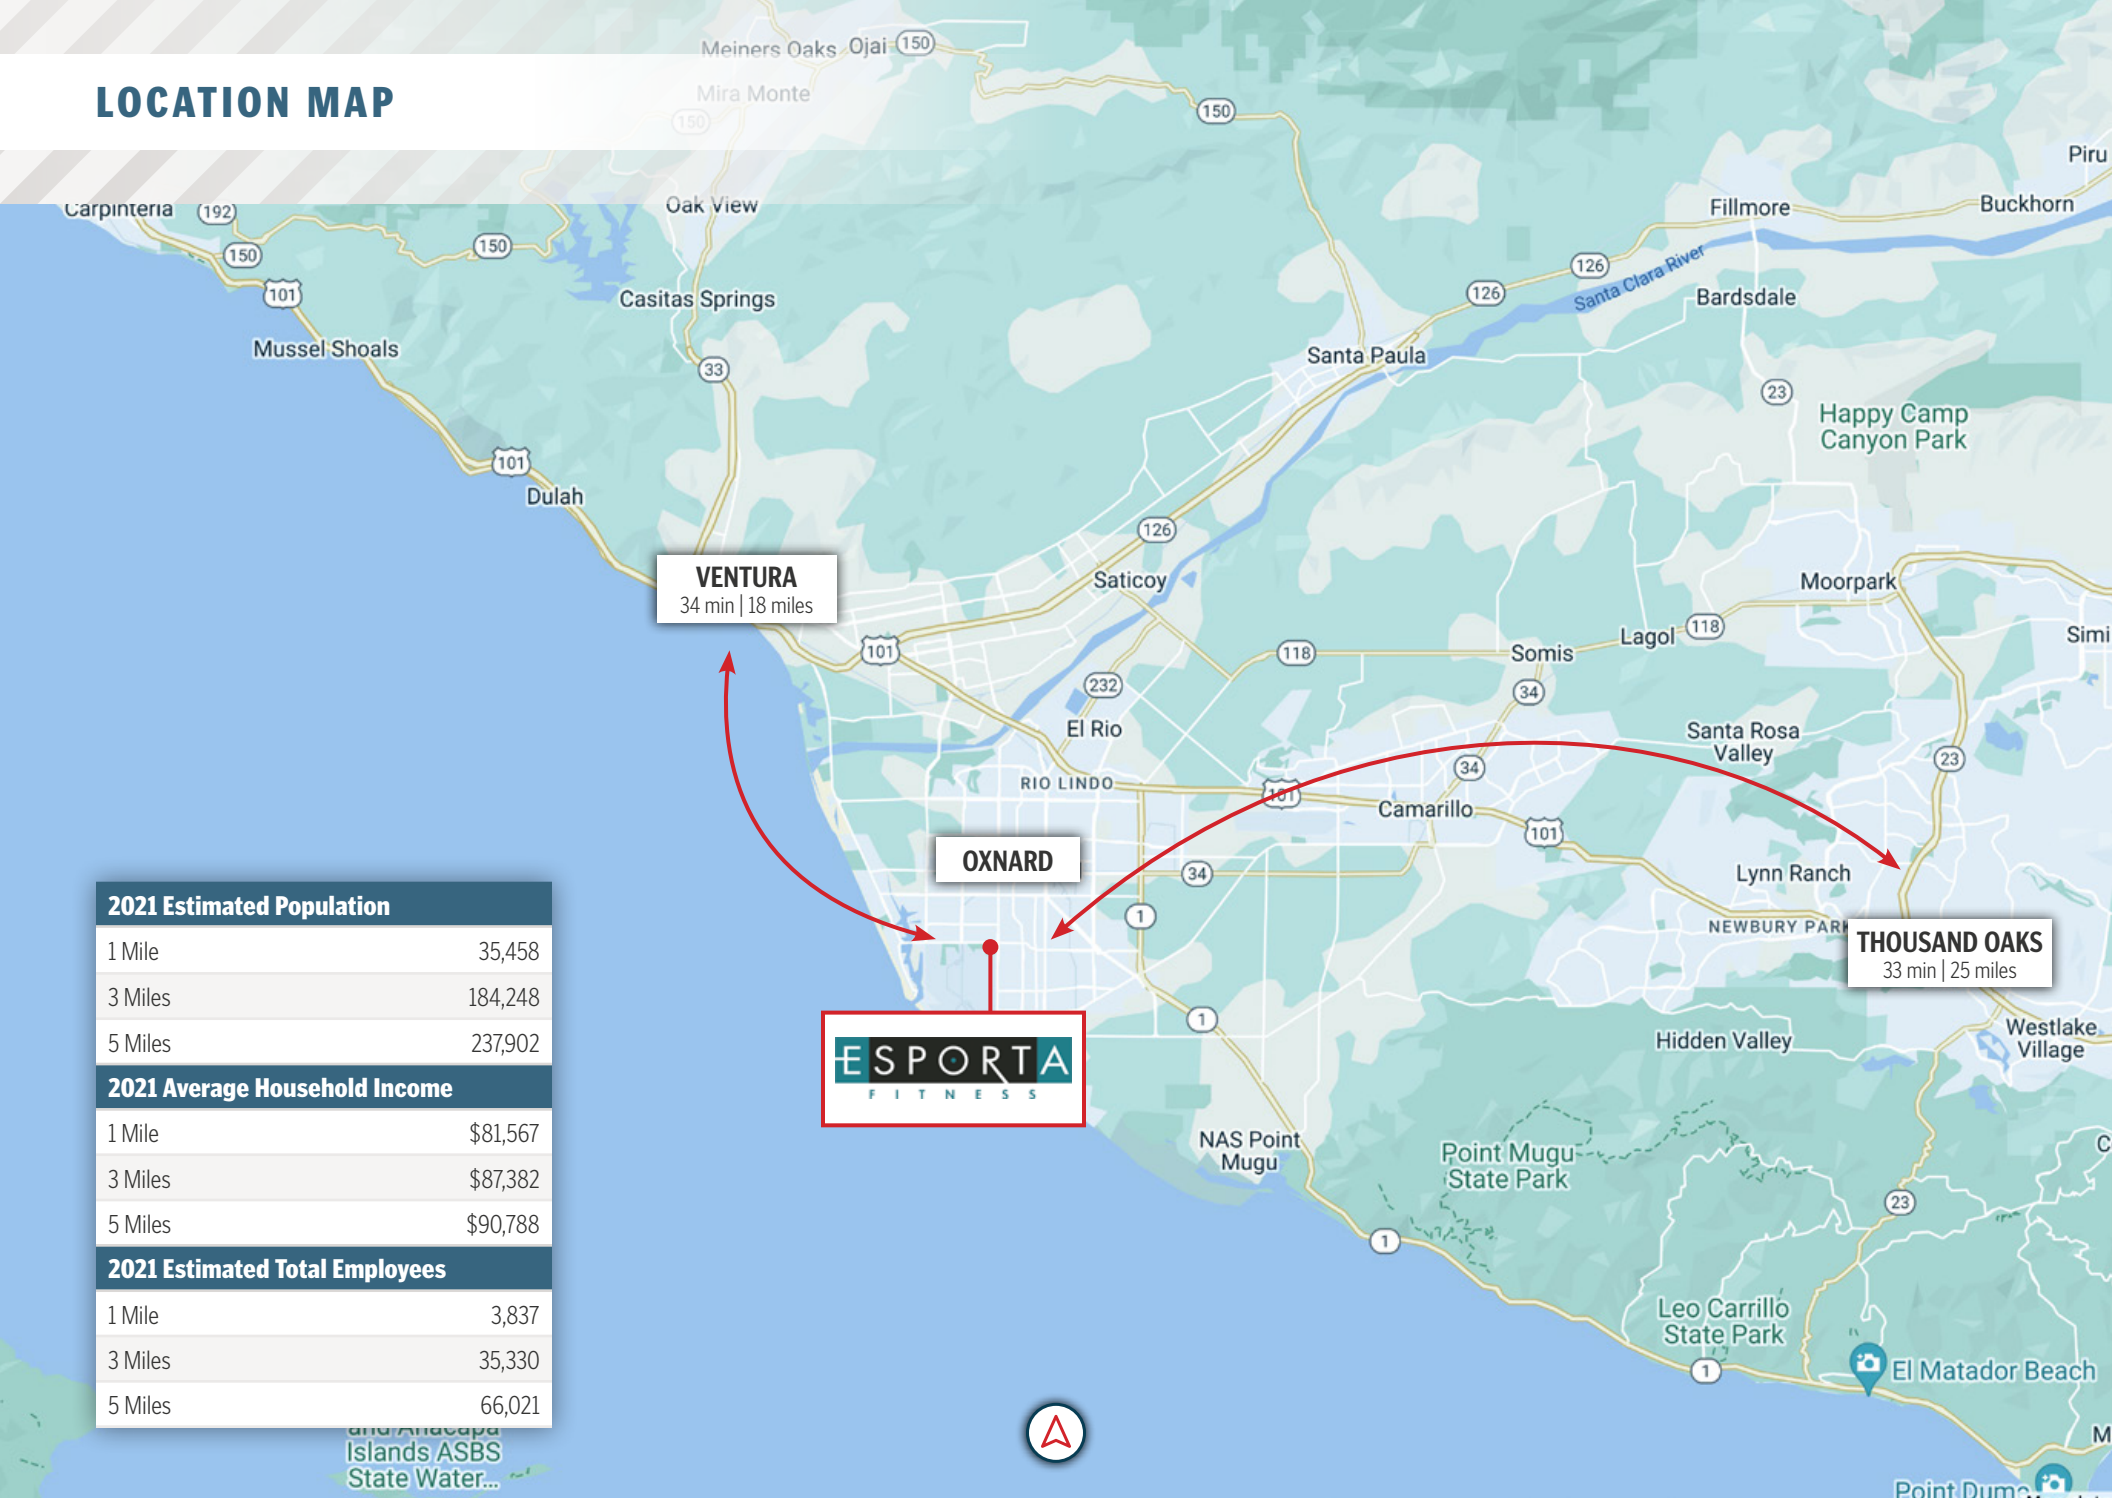 LOCATION MAP
Meiners Oaks
Ojai
150
Mira Monte
150
150
Piru
Carpinteria
192
Oak View
Fillmore
Buckhorn
150
150
126
Santa Clara River
101
Casitas Springs
126
Bardsdale
Mussel Shoals
Santa Paula
33
23
Happy Camp
Canyon Park
101
Dulah
126
VENTURA
34 min | 18 miles
Saticoy
Moorpark
101
118
Somis
Lagol
118
Simi
232
34
El Rio
Santa Rosa
Valley
23
34
RIO LINDO
101
Camarillo
101
OXNARD
34
Lynn Ranch
1
NEWBURY PARK
THOUSAND OAKS
33 min | 25 miles
2021 Estimated Population
1 Mile 35,458
3 Miles 184,248
5 Miles 237,902
2021 Average Household Income
1 Mile $81,567
3 Miles $87,382
5 Miles $90,788
2021 Estimated Total Employees
1 Mile 3,837
3 Miles 35,330
5 Miles 66,021
1
Hidden Valley
Westlake
Village
ESPORTA
FITNESS
NAS Point
Mugu
Point Mugu
State Park
C
23
1
Leo Carrillo
State Park
1
El Matador Beach
and Anacapa
Islands ASBS
State Water...
M
Point Dume